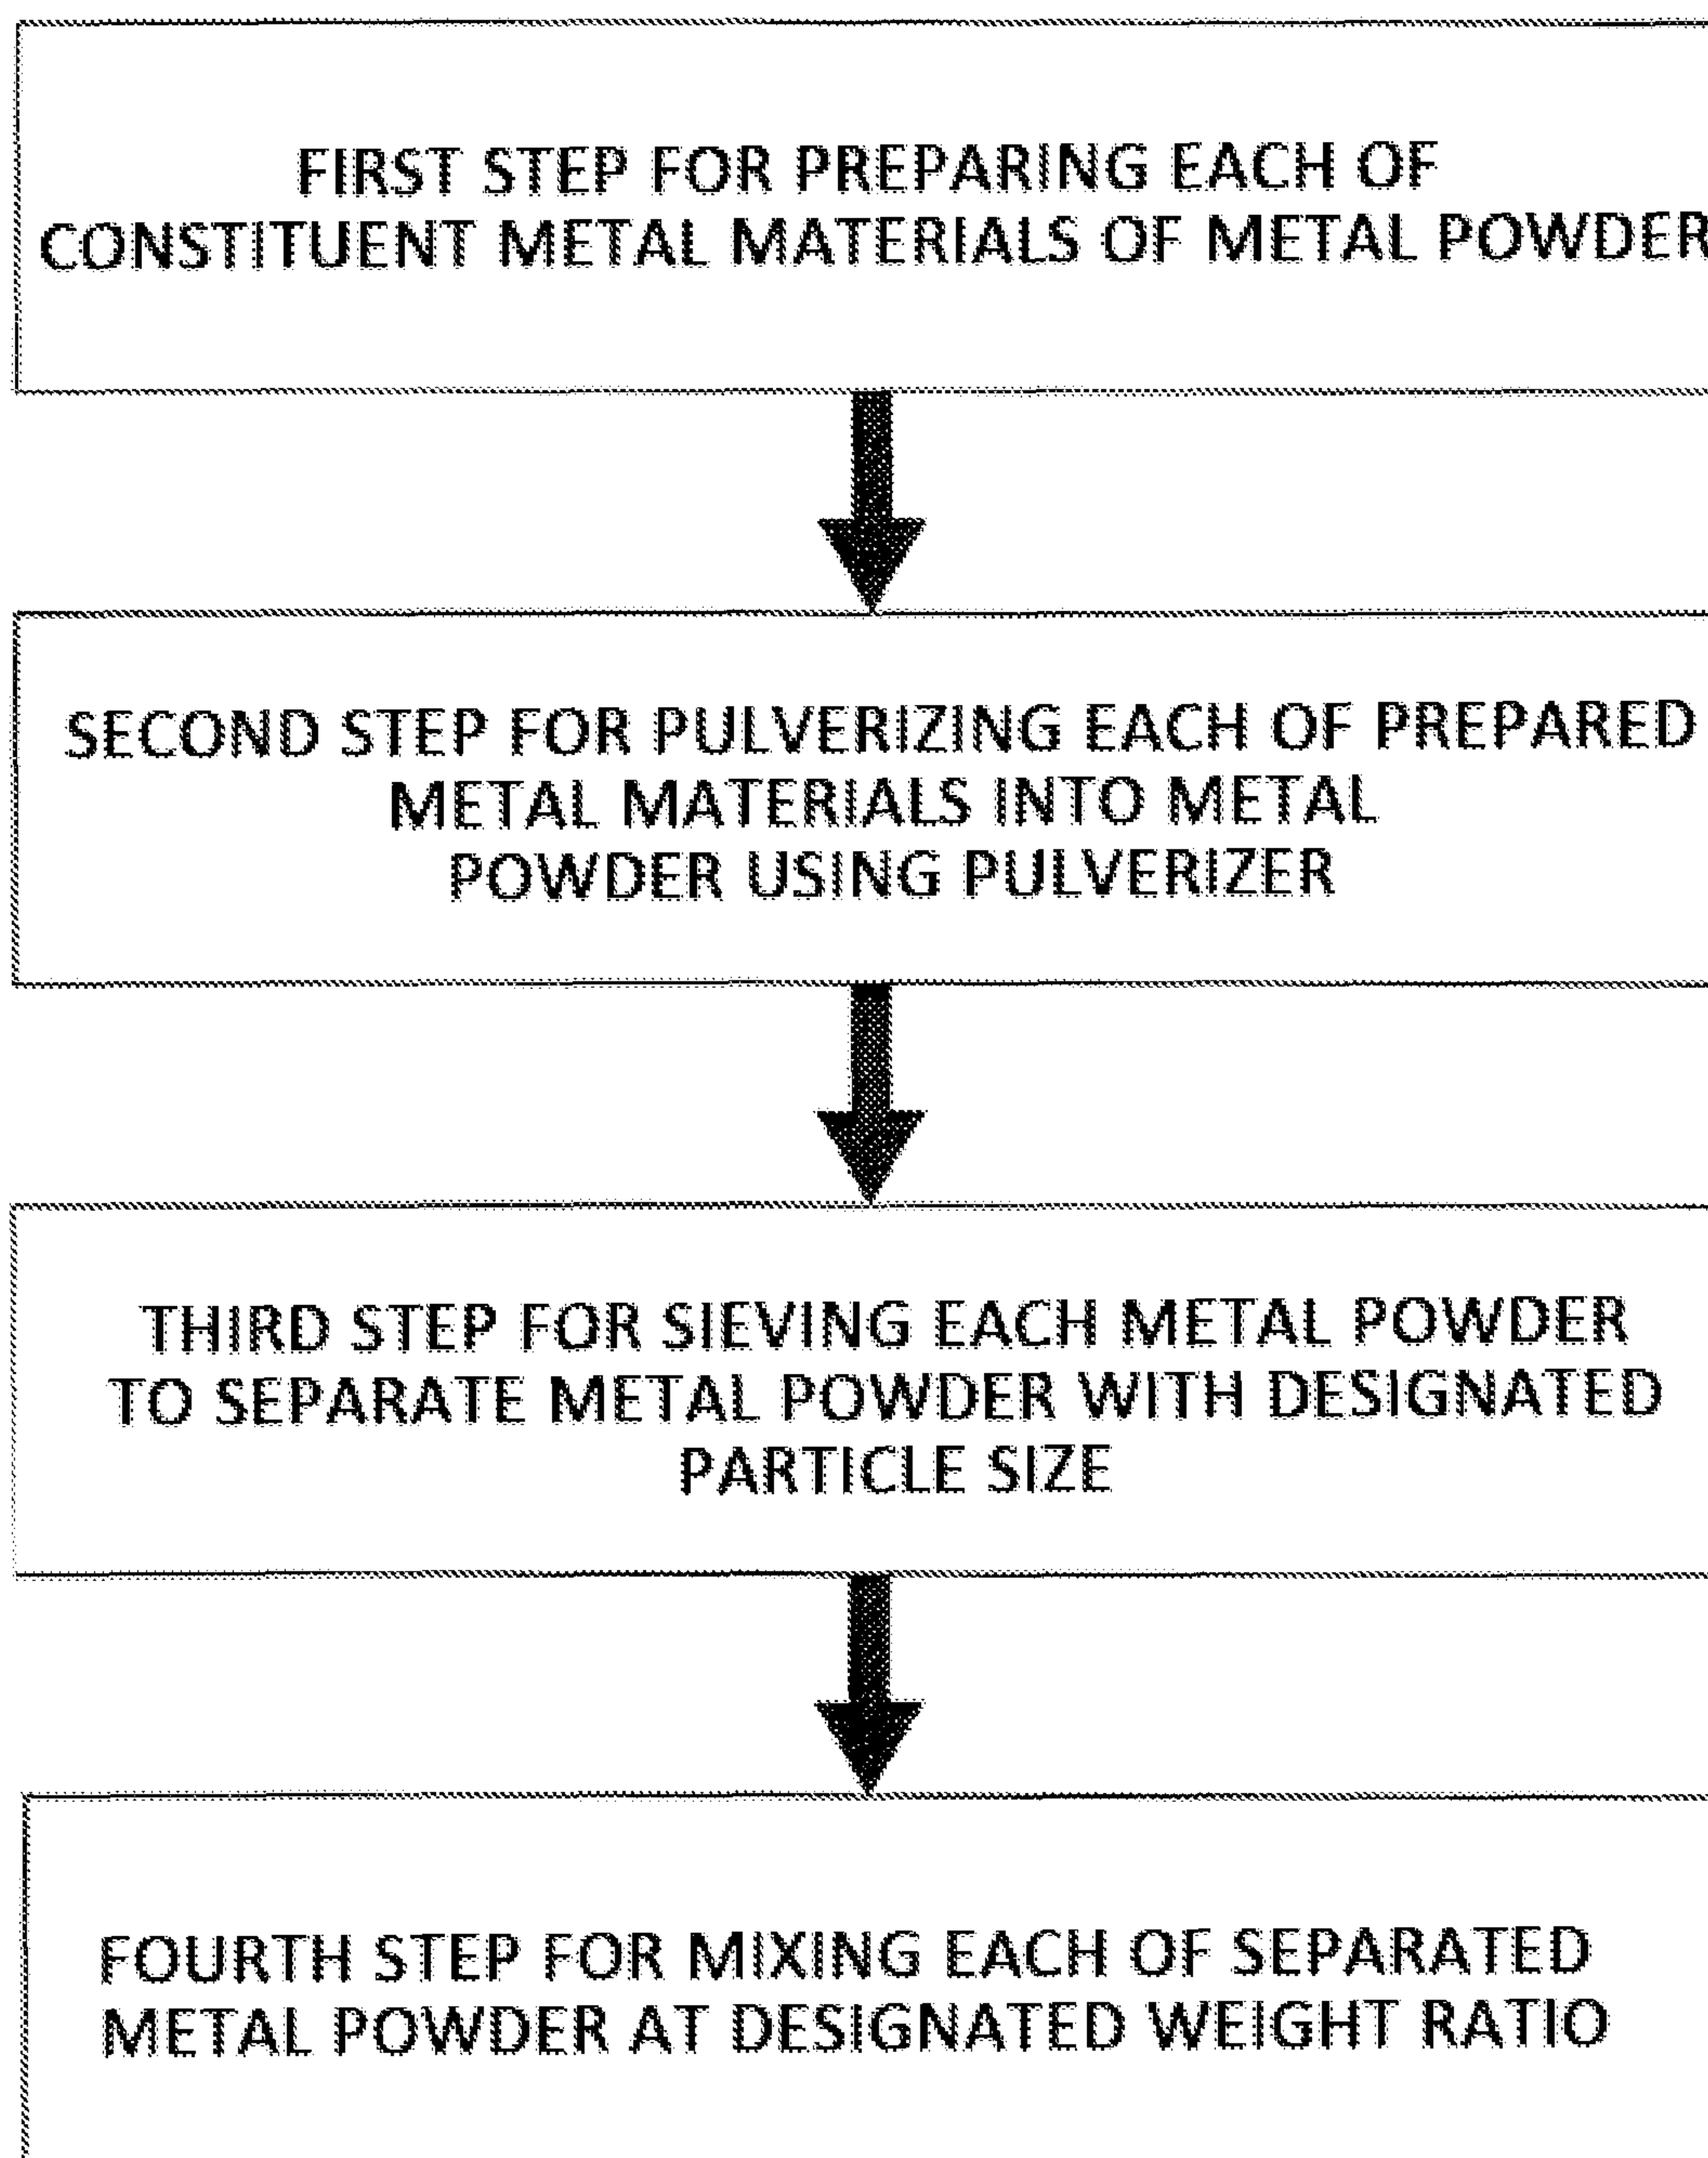 FIRST STEP FOR PREPARING EACH OF
CONSTITUENT METAL MATERIALS OF METAL POWDER
SECOND STEP FOR PULVERIZING EACH OF PREPARED
METAL MATERIALS INTO METAL
POWDER USING PULVERIZER
THIRD STEP FOR SIEVING EACH METAL POWDER
TO SEPARATE METAL POWDER WITH DESIGNATED
PARTICLE SIZE
FOURTH STEP FOR MIXING EACH OF SEPARATED
METAL POWDER AT DESIGNATED WEIGHT RATIO